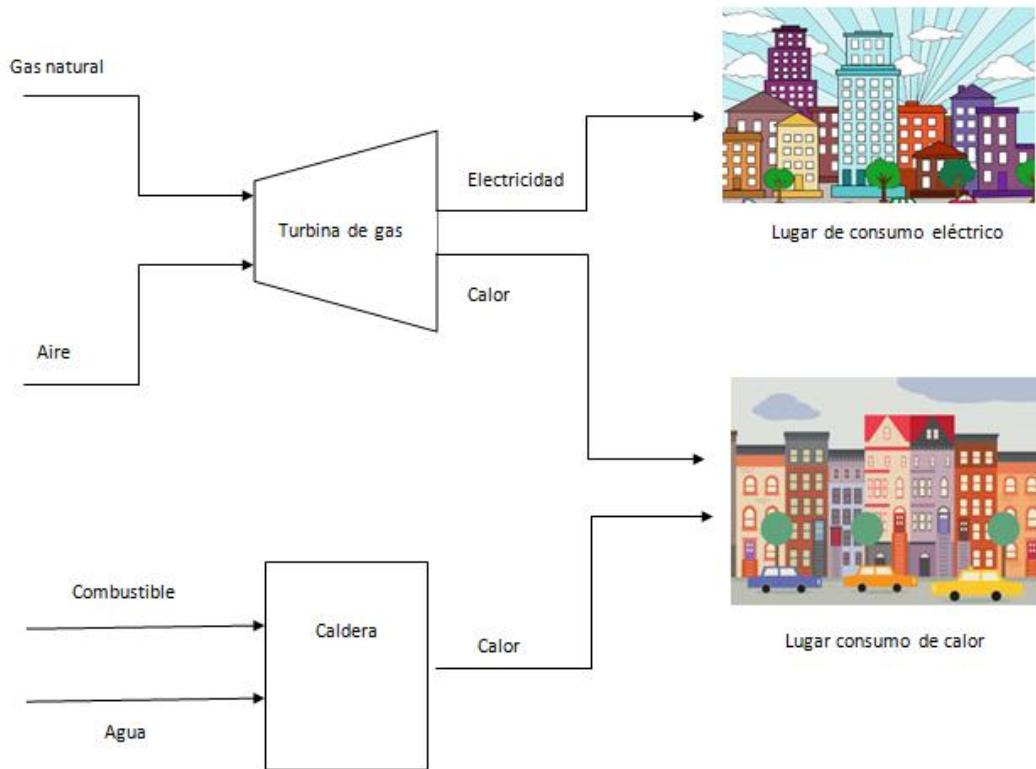 Gas natural
Electricidad
Turbina de gas
Lugar de consumo eléctrico
Calor
Aire
Combustible
Caldera
Calor
Lugar consumo de calor
Agua